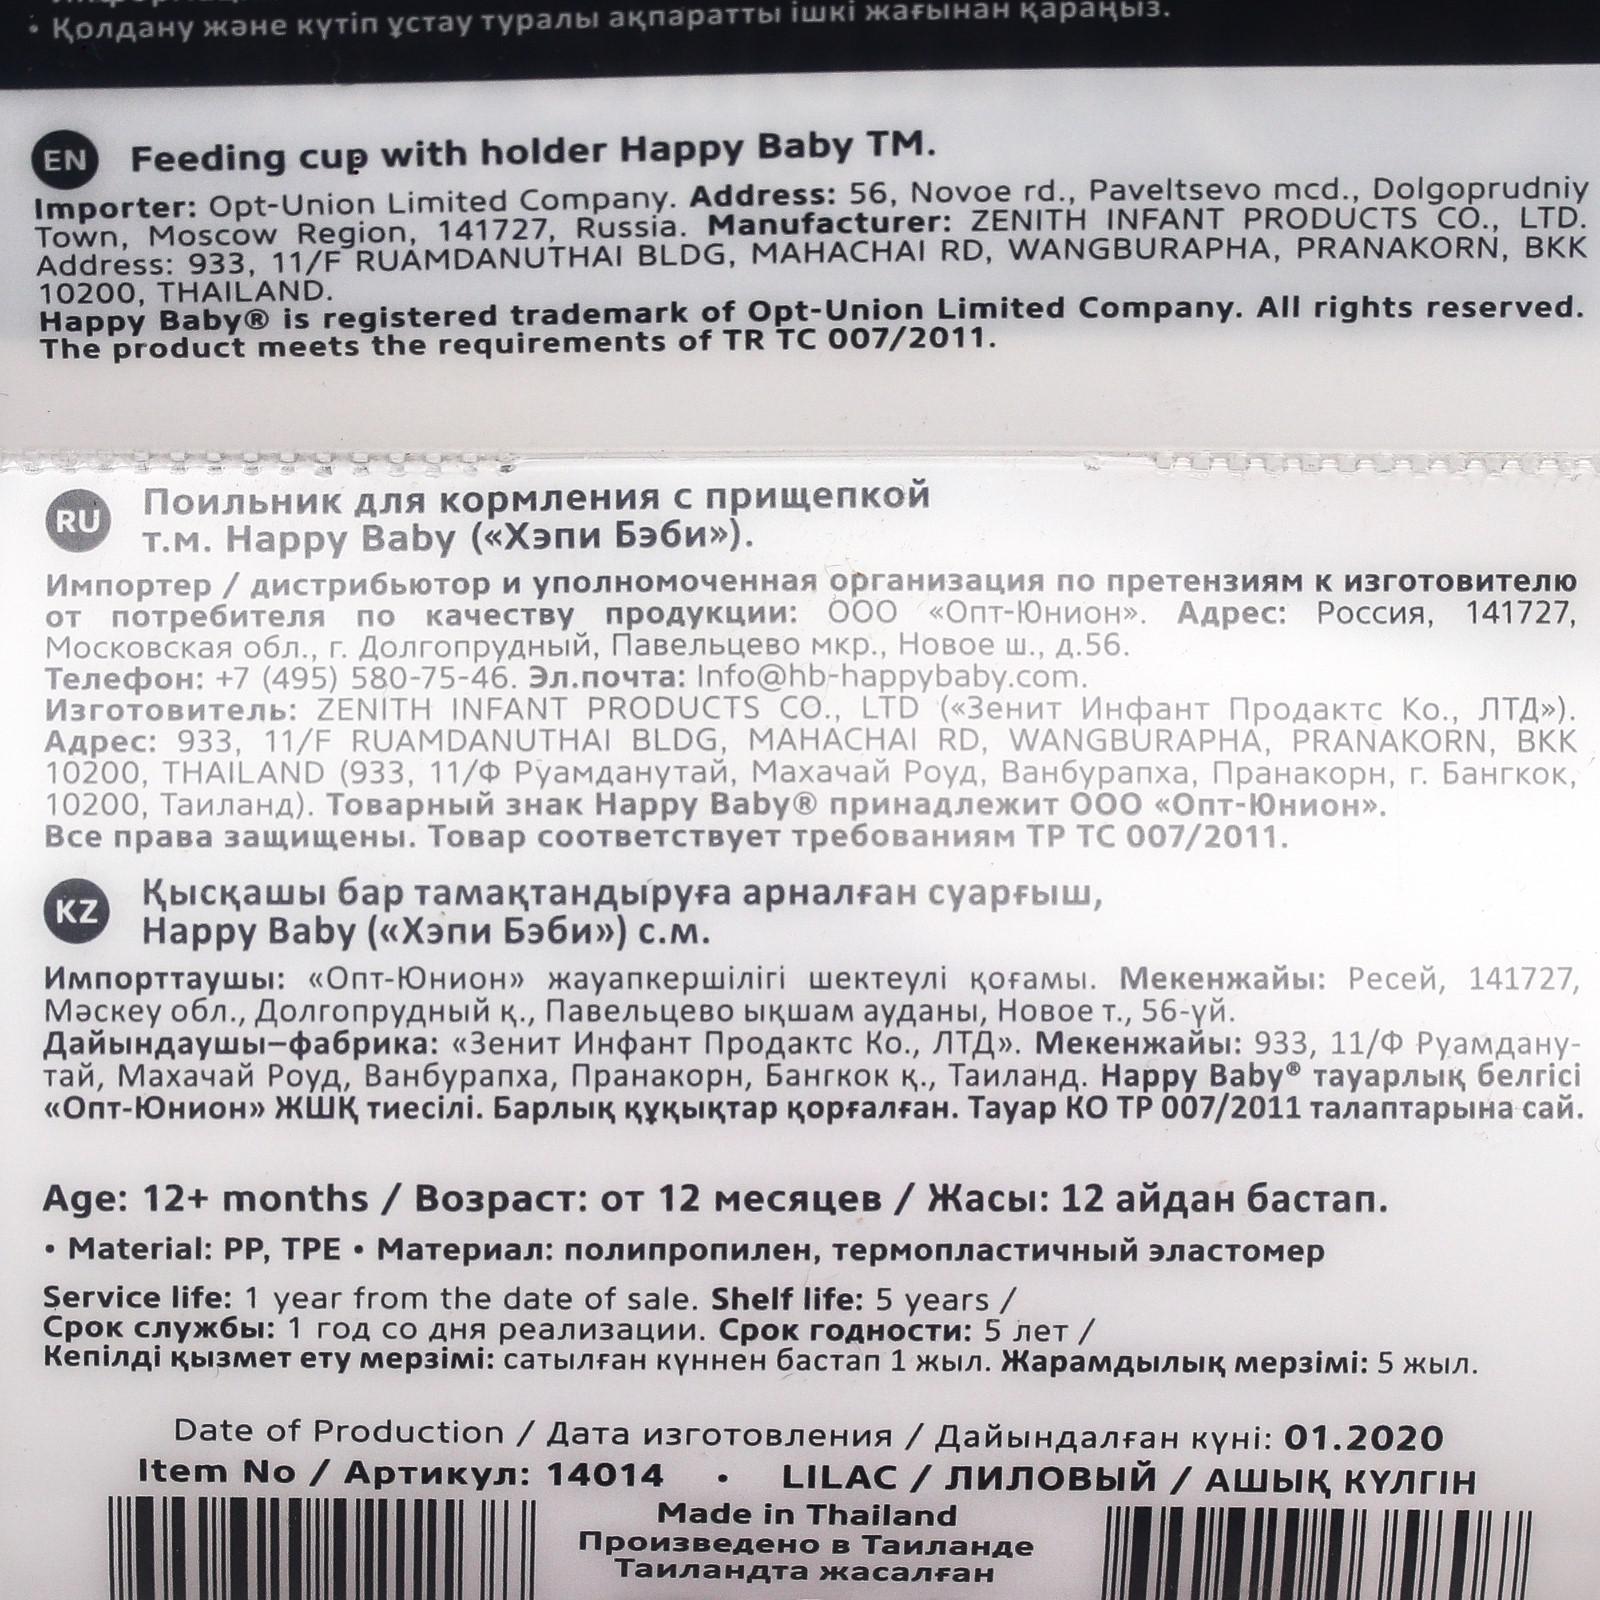 • Қолдану және күтіп ұстау туралы ақпаратты ішкі жағынан қараңыз.
EN Feeding cup with holder Happy Baby TM.
Importer: Opt-Union Limited Company. Address: 56, Novoe rd., Paveltsevo mcd., Dolgoprudniy
Town, Moscow Region, 141727, Russia. Manufacturer: ZENITH INFANT PRODUCTS CO., LTD.
Address: 933, 11/F RUAMDANUTHAI BLDG, MAHACHAI RD, WANGBURAPHA, PRANAKORN, BKK
10200, THAILAND.
Happy Baby® is registered trademark of Opt-Union Limited Company. All rights reserved.
The product meets the requirements of TR TC 007/2011.
RU Поильник для кормления с прищепкой
т.м. Happy Baby («Хэпи Бэби»).
Импортер / дистрибьютор и уполномоченная организация по претензиям к изготовителю
от потребителя по качеству продукции: ООО «Опт-Юнион». Адрес: Россия, 141727,
Московская обл., г. Долгопрудный, Павельцево мкр., Новое ш., д.56.
Телефон: +7 (495) 580-75-46. Эл.почта: Info@hb-happybaby.com.
Изготовитель: ZENITH INFANT PRODUCTS CO., LTD («Зенит Инфант Продактс Ко., ЛТД»).
Адрес: 933, 11/F RUAMDANUTHAI BLDG, MAHACHAI RD, WANGBURAPHA, PRANAKORN, BKK
10200, THAILAND (933, 11/Ф Руамданутай, Махачай Роуд, Ванбурапха, Пранакорн, г. Бангкок,
10200, Таиланд). Товарный знак Happy Baby® принадлежит ООО «Опт-Юнион».
Все права защищены. Товар соответствует требованиям ТР ТС 007/2011.
KZ Қысқашы бар тамақтандыруға арналған суарғыш,
Happy Baby («Хэпи Бэби») с.м.
Импорттаушы: «Опт-Юнион» жауапкершілігі шектеулі қоғамы. Мекенжайы: Ресей, 141727,
Мәскеу обл., Долгопрудный қ., Павельцево ықшам ауданы, Новое т., 56-үй.
Дайындаушы–фабрика: «Зенит Инфант Продактс Ко., ЛТД». Мекенжайы: 933, 11/Ф Руамдану-
тай, Махачай Роуд, Ванбурапха, Пранакорн, Бангкок қ., Таиланд. Happy Baby® тауарлық белгісі
«Опт-Юнион» ЖШҚ тиесілі. Барлық құқықтар қорғалған. Тауар КО ТР 007/2011 талаптарына сай.
Age: 12+ months / Возраст: от 12 месяцев / Жасы: 12 айдан бастап.
• Material: PP, TPE • Материал: полипропилен, термопластичный эластомер
Service life: 1 year from the date of sale. Shelf life: 5 years /
Срок службы: 1 год со дня реализации. Срок годности: 5 лет /
Кепілді қызмет ету мерзімі: сатылған күннен бастап 1 жыл. Жарамдылық мерзімі: 5 жыл.
Date of Production / Дата изготовления / Дайындалған күні: 01.2020
Item No / Артикул: 14014 • LILAC / ЛИЛОВЫЙ / АШЫҚ КҮЛГІН
Made in Thailand
Произведено в Таиланде
Таиландта жасалған